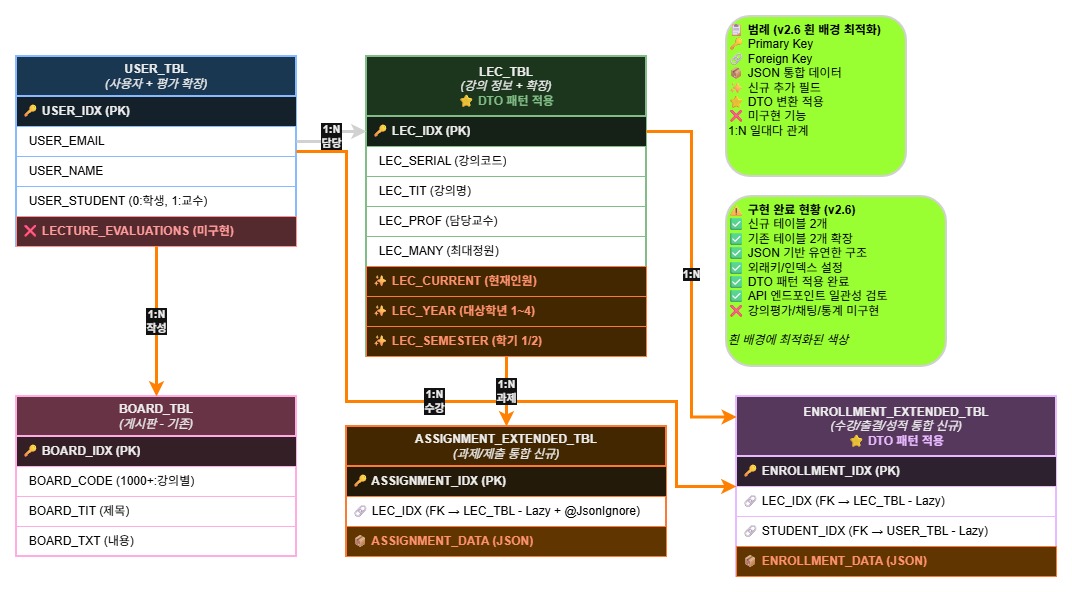 USER_TBL
(사용자 + 평가 확장)
🔑 USER_IDX (PK)
USER_EMAIL
USER_NAME
USER_STUDENT (0:학생, 1:교수)
❌ LECTURE_EVALUATIONS (미구현)
1:N
담당
LEC_TBL
(강의 정보 + 확장)
⭐ DTO 패턴 적용
🔑 LEC_IDX (PK)
LEC_SERIAL (강의코드)
LEC_TIT (강의명)
LEC_PROF (담당교수)
LEC_MANY (최대정원)
✨ LEC_CURRENT (현재인원)
✨ LEC_YEAR (대상학년 1~4)
✨ LEC_SEMESTER (학기 1/2)
1:N
📋 범례 (v2.6 흰 배경 최적화)
🔑 Primary Key
🔗 Foreign Key
📦 JSON 통합 데이터
✨ 신규 추가 필드
⭐ DTO 변환 적용
❌ 미구현 기능
1:N 일대다 관계
⚠️ 구현 완료 현황 (v2.6)
✅ 신규 테이블 2개
✅ 기존 테이블 2개 확장
✅ JSON 기반 유연한 구조
✅ 외래키/인덱스 설정
✅ DTO 패턴 적용 완료
✅ API 엔드포인트 일관성 검토
❌ 강의평가/채팅/통계 미구현
흰 배경에 최적화된 색상
1:N
작성
1:N
수강
1:N
과제
BOARD_TBL
(게시판 - 기존)
🔑 BOARD_IDX (PK)
BOARD_CODE (1000+:강의별)
BOARD_TIT (제목)
BOARD_TXT (내용)
ASSIGNMENT_EXTENDED_TBL
(과제/제출 통합 신규)
🔑 ASSIGNMENT_IDX (PK)
🔗 LEC_IDX (FK → LEC_TBL - Lazy + @JsonIgnore)
📦 ASSIGNMENT_DATA (JSON)
ENROLLMENT_EXTENDED_TBL
(수강/출결/성적 통합 신규)
⭐ DTO 패턴 적용
🔑 ENROLLMENT_IDX (PK)
🔗 LEC_IDX (FK → LEC_TBL - Lazy)
🔗 STUDENT_IDX (FK → USER_TBL - Lazy)
📦 ENROLLMENT_DATA (JSON)